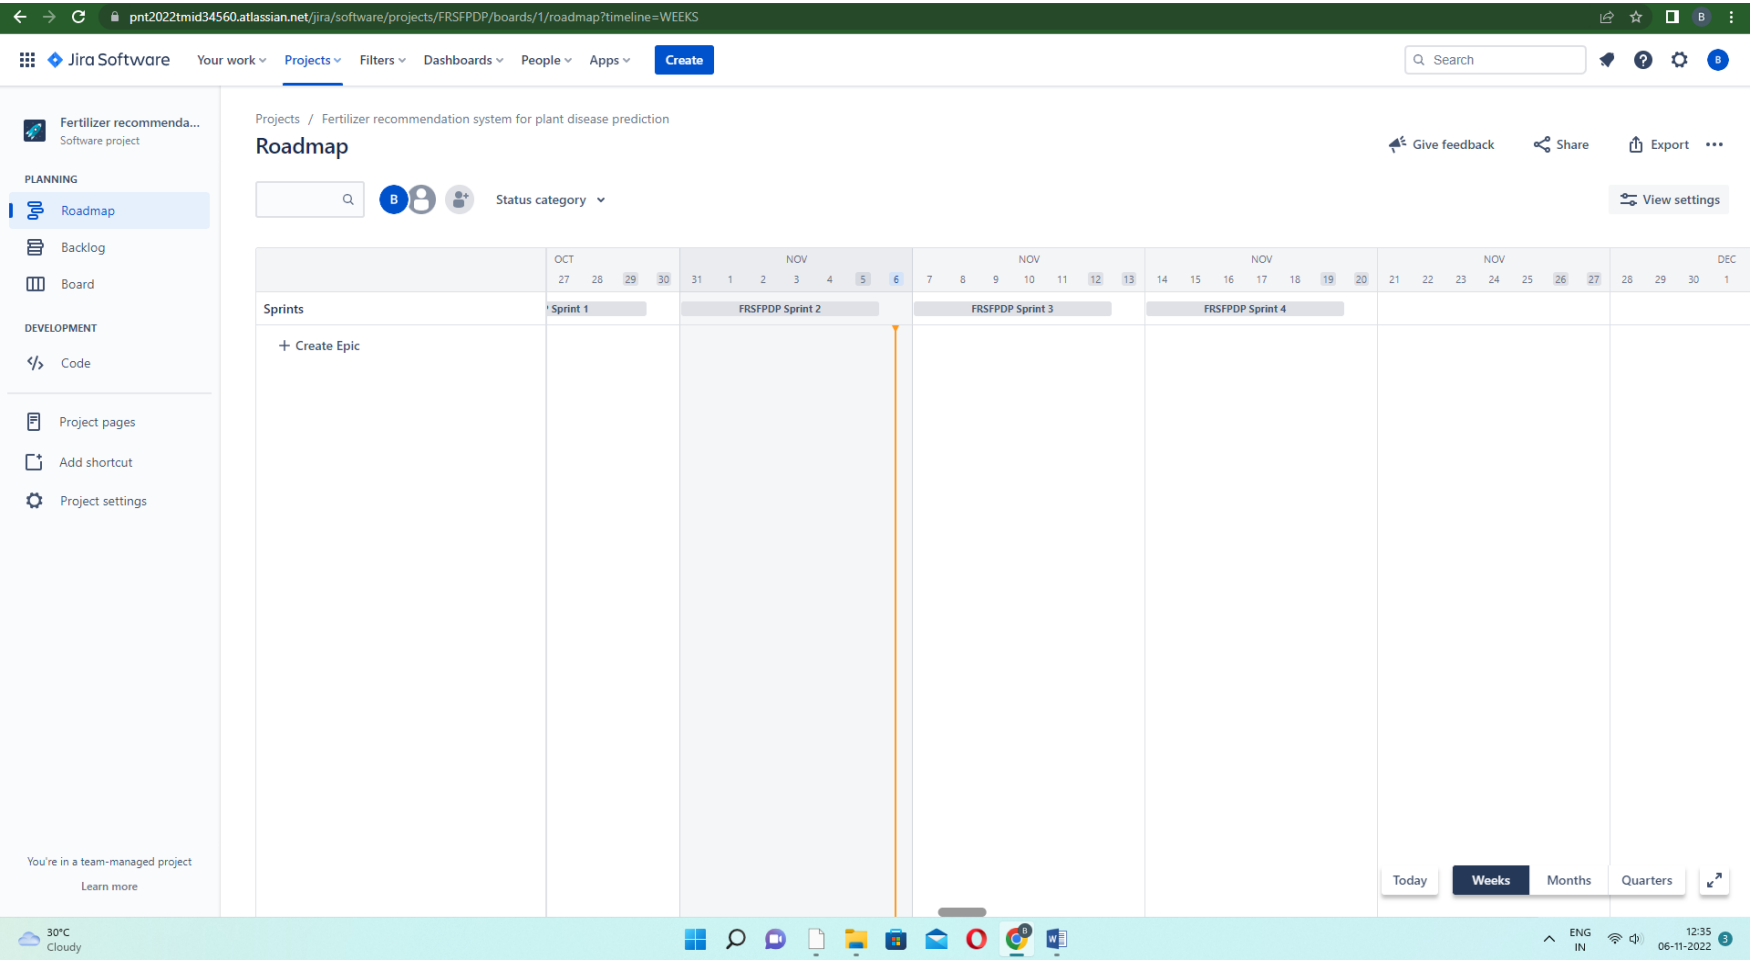 pnt2022tmid34560.atlassian.net/jira/software/projects/FRSFPDP/boards/1/roadmap?timeline=WEEKS
B
Jira Software
Your work
Projects
Filters
Dashboards
People
Apps
Create
Search
B
Fertilizer recommenda...
Software project
PLANNING
Roadmap
Backlog
Board
DEVELOPMENT
Code
Project pages
Add shortcut
Project settings
You're in a team-managed project
Learn more
Projects / Fertilizer recommendation system for plant disease prediction
Roadmap
Give feedback
Share
Export
B
Status category
View settings
OCT NOV NOV NOV NOV DEC
27 28 29 30 31 1 2 3 4 5 6 7 8 9 10 11 12 13 14 15 16 17 18 19 20 21 22 23 24 25 26 27 28 29 30 1
Sprints
Sprint 1
FRSFPDP Sprint 2
FRSFPDP Sprint 3
FRSFPDP Sprint 4
+ Create Epic
Today
Weeks
Months
Quarters
30°C
Cloudy
B
ENG
IN
12:35
06-11-2022
3